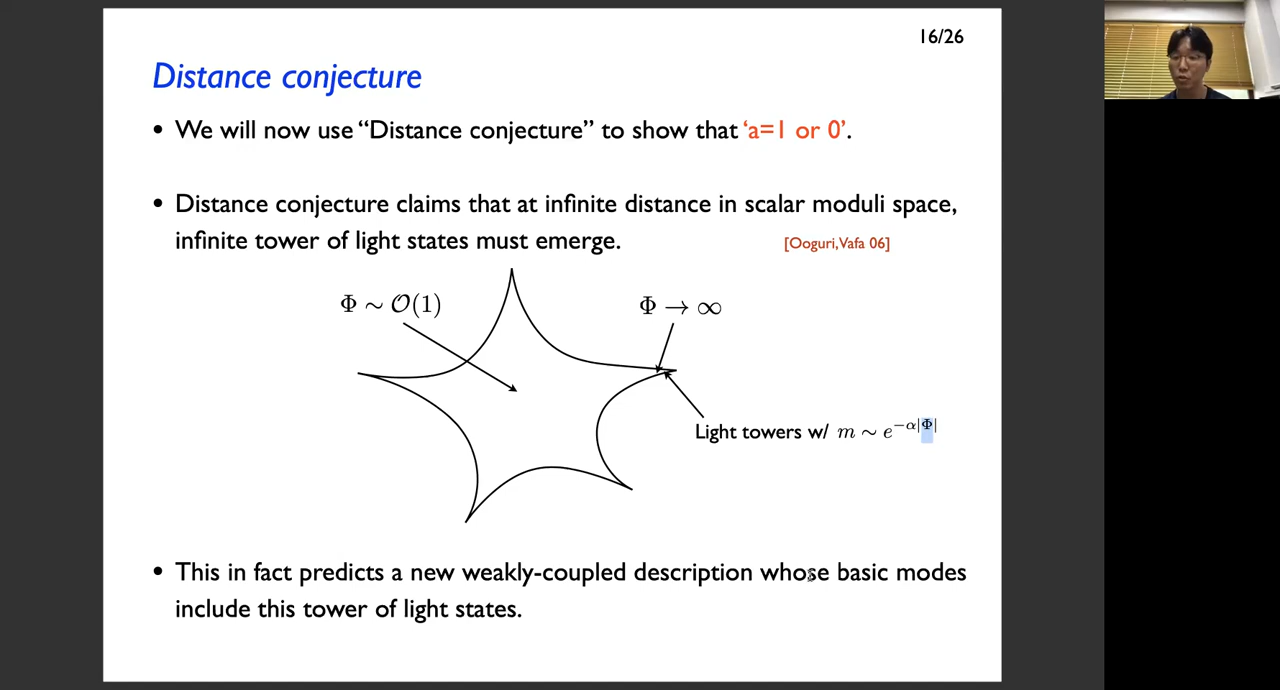 16/26
Distance conjecture
• We will now use “Distance conjecture” to show that ‘a=1 or 0’.
• Distance conjecture claims that at infinite distance in scalar moduli space,
infinite tower of light states must emerge.
[Ooguri, Vafa 06]
Φ ∼ 𝒪(1)
Φ → ∞
Light towers w/ m ∼ e^{−α|Φ|}
• This in fact predicts a new weakly-coupled description whose basic modes
include this tower of light states.